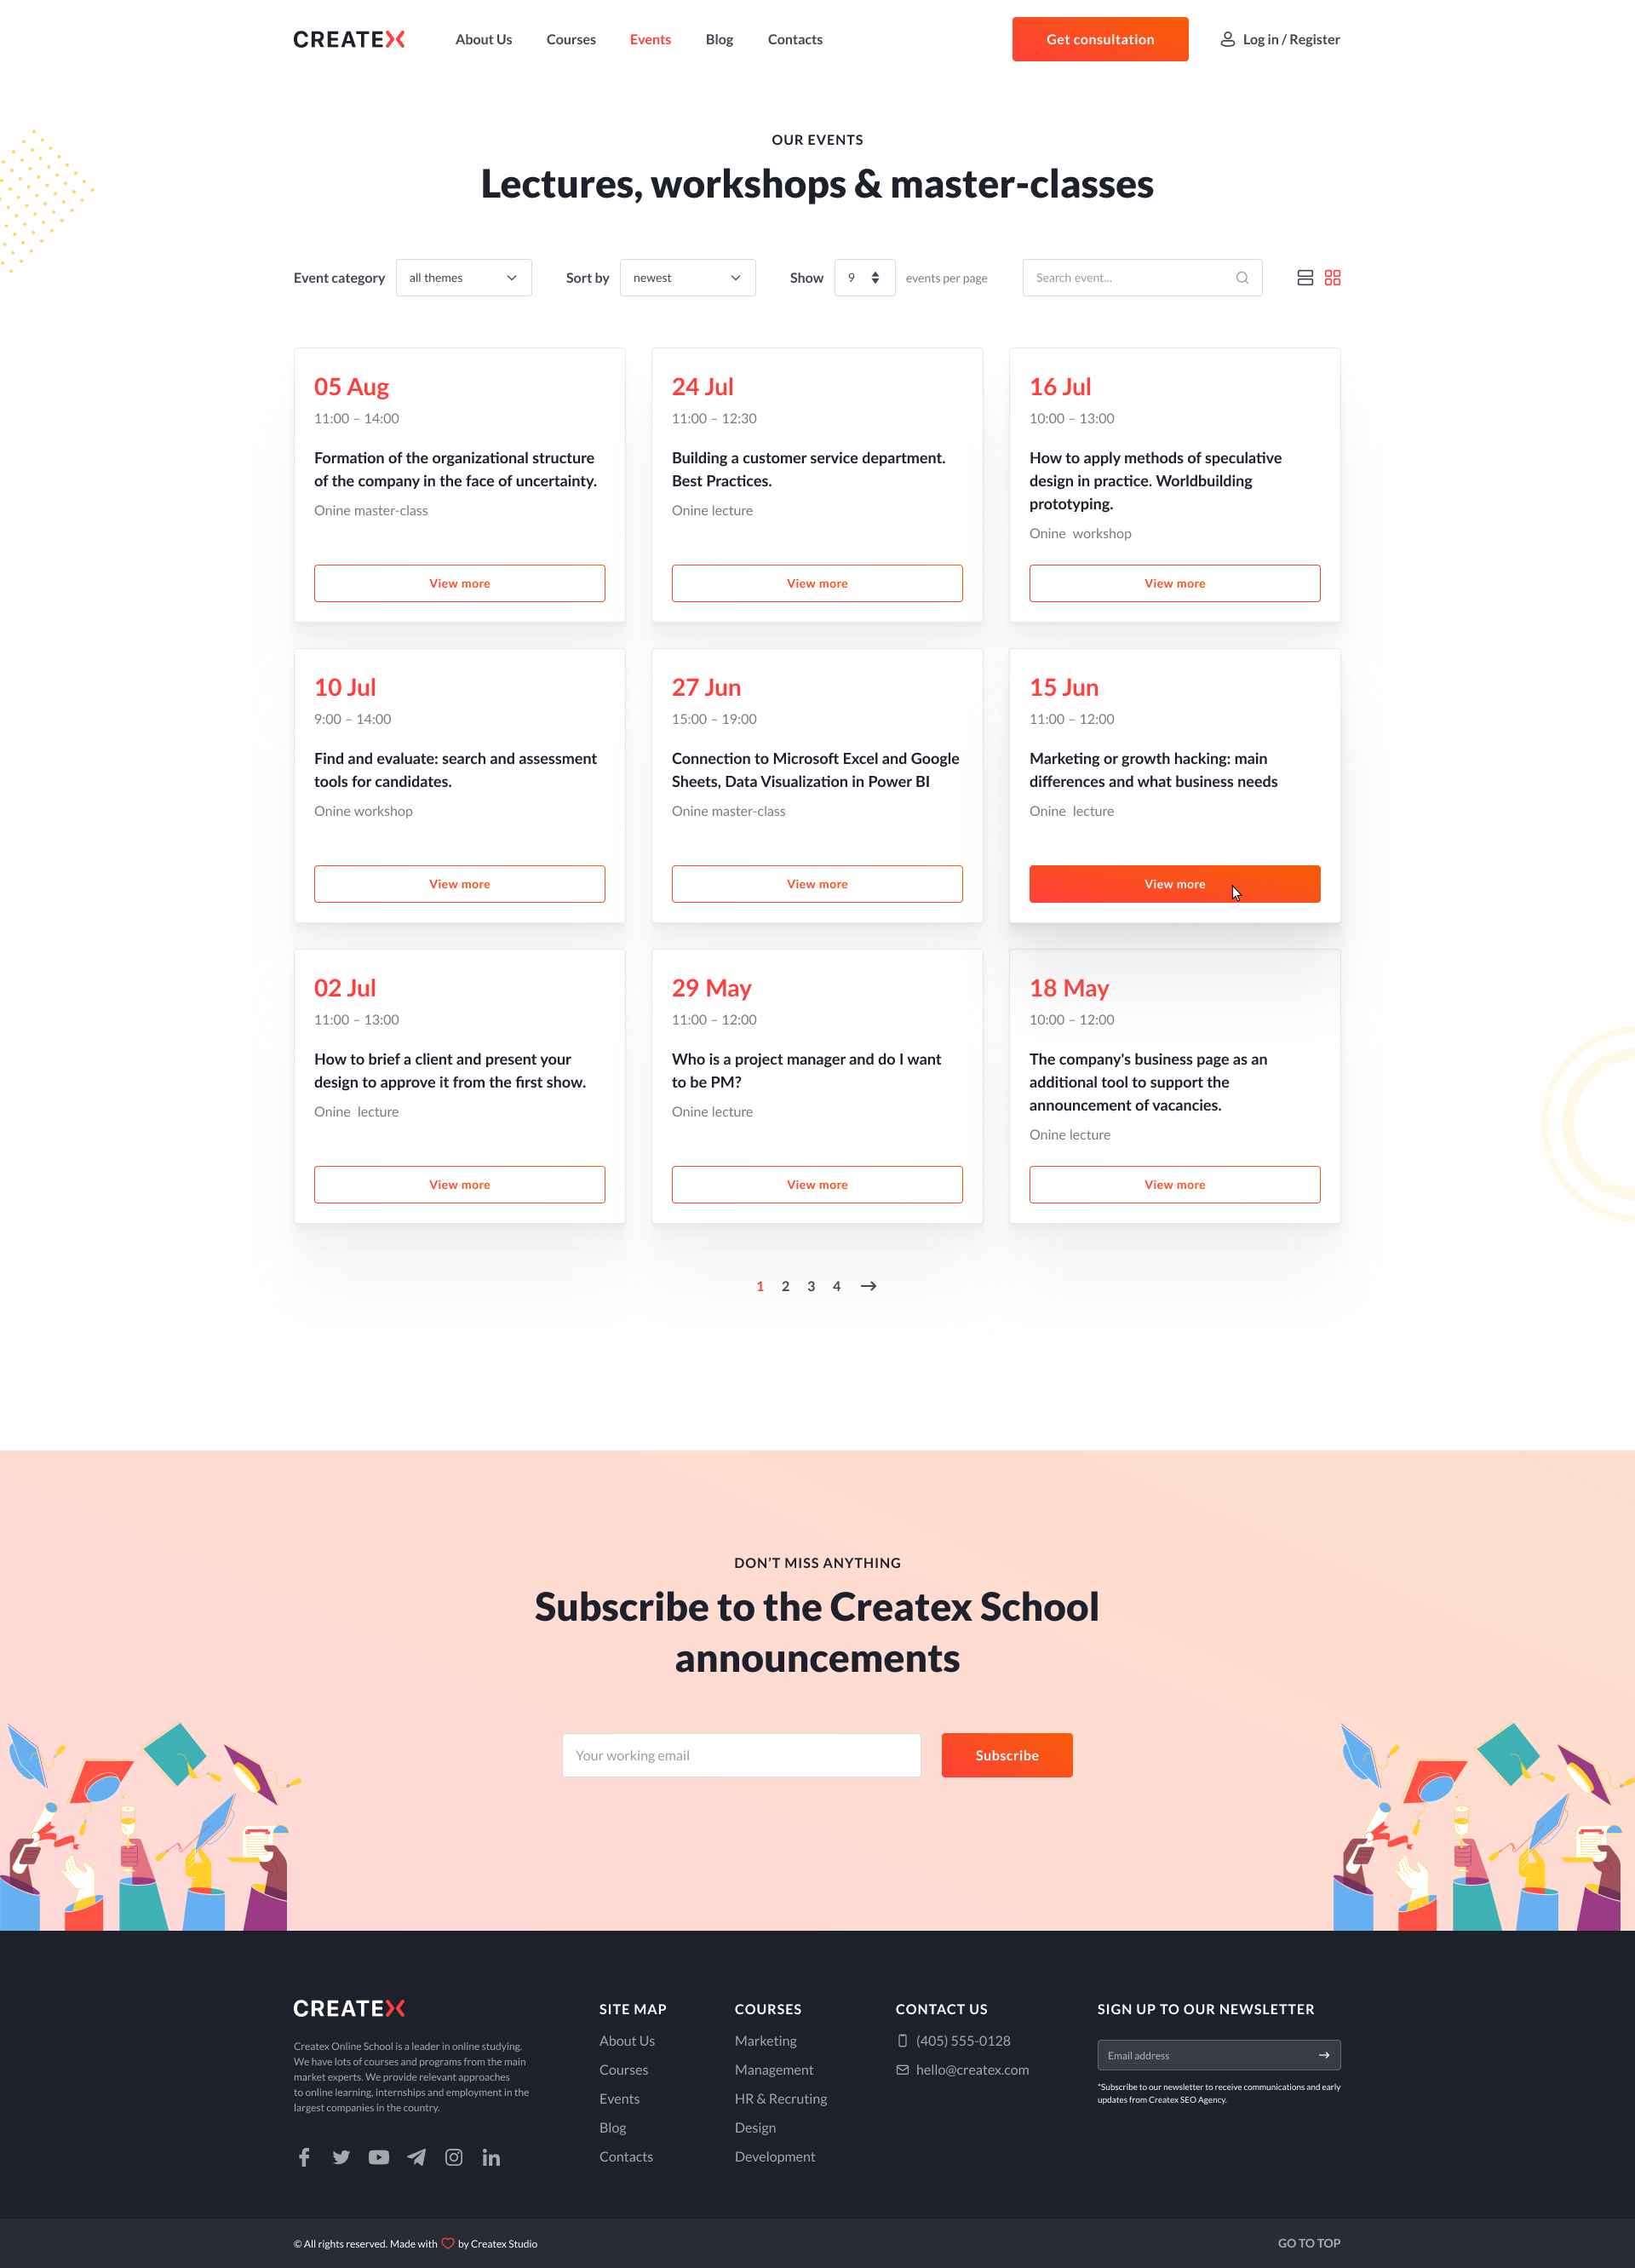 CREATEX
About Us
Courses
Events
Blog
Contacts
Get consultation
Log in / Register
OUR EVENTS
Lectures, workshops & master-classes
Event category
all themes
Sort by
newest
Show
9
events per page
Search event...
05 Aug
11:00 – 14:00
Formation of the organizational structure
of the company in the face of uncertainty.
Onine master-class
View more
24 Jul
11:00 – 12:30
Building a customer service department.
Best Practices.
Onine lecture
View more
16 Jul
10:00 – 13:00
How to apply methods of speculative
design in practice. Worldbuilding
prototyping.
Onine  workshop
View more
10 Jul
9:00 – 14:00
Find and evaluate: search and assessment
tools for candidates.
Onine workshop
View more
27 Jun
15:00 – 19:00
Connection to Microsoft Excel and Google
Sheets, Data Visualization in Power BI
Onine master-class
View more
15 Jun
11:00 – 12:00
Marketing or growth hacking: main
differences and what business needs
Onine  lecture
View more
02 Jul
11:00 – 13:00
How to brief a client and present your
design to approve it from the first show.
Onine  lecture
View more
29 May
11:00 – 12:00
Who is a project manager and do I want
to be PM?
Onine lecture
View more
18 May
10:00 – 12:00
The company's business page as an
additional tool to support the
announcement of vacancies.
Onine lecture
View more
1 2 3 4
DON'T MISS ANYTHING
Subscribe to the Createx School
announcements
Your working email
Subscribe
CREATEX
Createx Online School is a leader in online studying.
We have lots of courses and programs from the main
market experts. We provide relevant approaches
to online learning, internships and employment in the
largest companies in the country.
SITE MAP
About Us
Courses
Events
Blog
Contacts
COURSES
Marketing
Management
HR & Recruting
Design
Development
CONTACT US
(405) 555-0128
hello@createx.com
SIGN UP TO OUR NEWSLETTER
Email address
*Subscribe to our newsletter to receive communications and early
updates from Createx SEO Agency.
© All rights reserved. Made with by Createx Studio
GO TO TOP